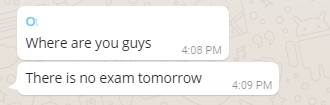 Where are you guys
4:08 PM
There is no exam tomorrow
4:09 PM